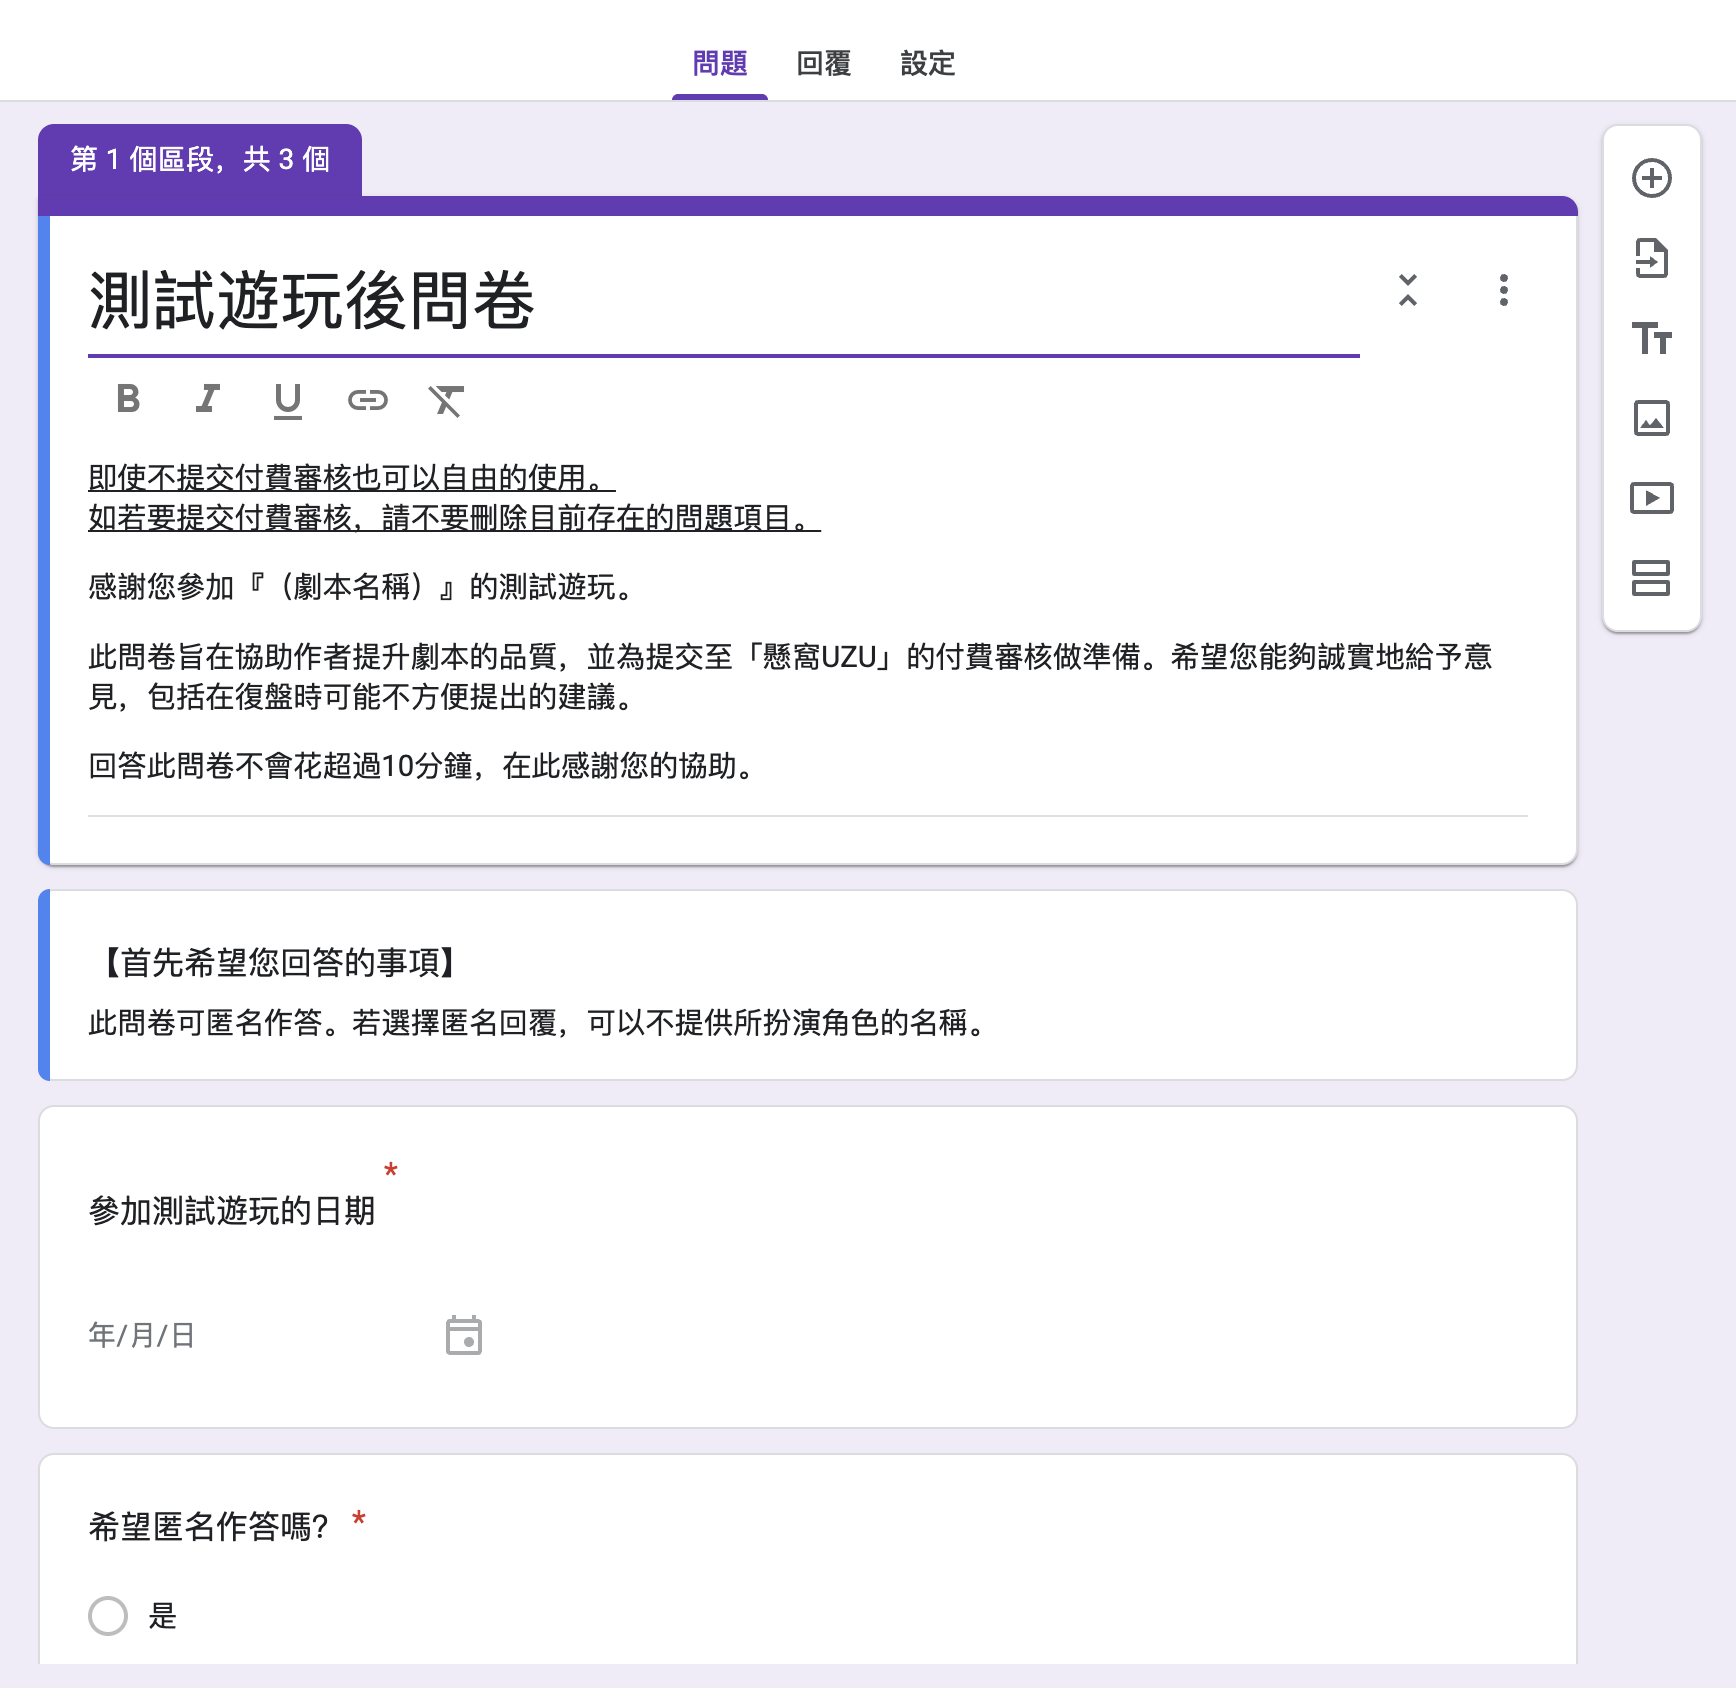 問題 回覆 設定
第 1 個區段，共 3 個
測試遊玩後問卷
B I U
即使不提交付費審核也可以自由的使用。
如若要提交付費審核，請不要刪除目前存在的問題項目。
感謝您參加『（劇本名稱）』的測試遊玩。
此問卷旨在協助作者提升劇本的品質，並為提交至「懸窩UZU」的付費審核做準備。希望您能夠誠實地給予意
見，包括在復盤時可能不方便提出的建議。
回答此問卷不會花超過10分鐘，在此感謝您的協助。
【首先希望您回答的事項】
此問卷可匿名作答。若選擇匿名回覆，可以不提供所扮演角色的名稱。
參加測試遊玩的日期 *
年/月/日
希望匿名作答嗎? *
是